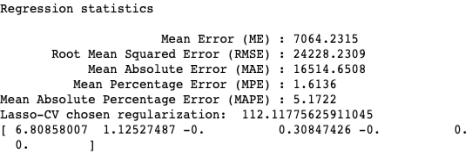 Regression statistics
Mean Error (ME) : 7064.2315
Root Mean Squared Error (RMSE) : 24228.2309
Mean Absolute Error (MAE) : 16514.6508
Mean Percentage Error (MPE) : 1.6136
Mean Absolute Percentage Error (MAPE) : 5.1722
Lasso-CV chosen regularization:  112.11775625911045
[ 6.80858007  1.12527487 -0.          0.30847426 -0.          0.
  0.        ]